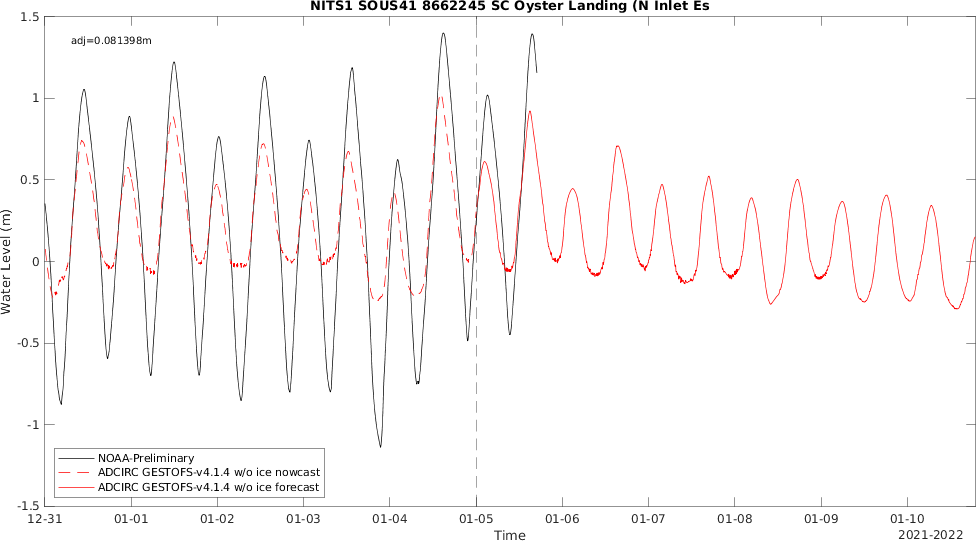 NITS1 SOUS41 8662245 SC Oyster Landing (N Inlet Es
adj=0.081398m
Water Level (m)
1.5
1
0.5
0
-0.5
-1
-1.5
NOAA-Preliminary
ADCIRC GESTOFS-v4.1.4 w/o ice nowcast
ADCIRC GESTOFS-v4.1.4 w/o ice forecast
12-31 01-01 01-02 01-03 01-04 01-05 01-06 01-07 01-08 01-09 01-10
Time
2021-2022